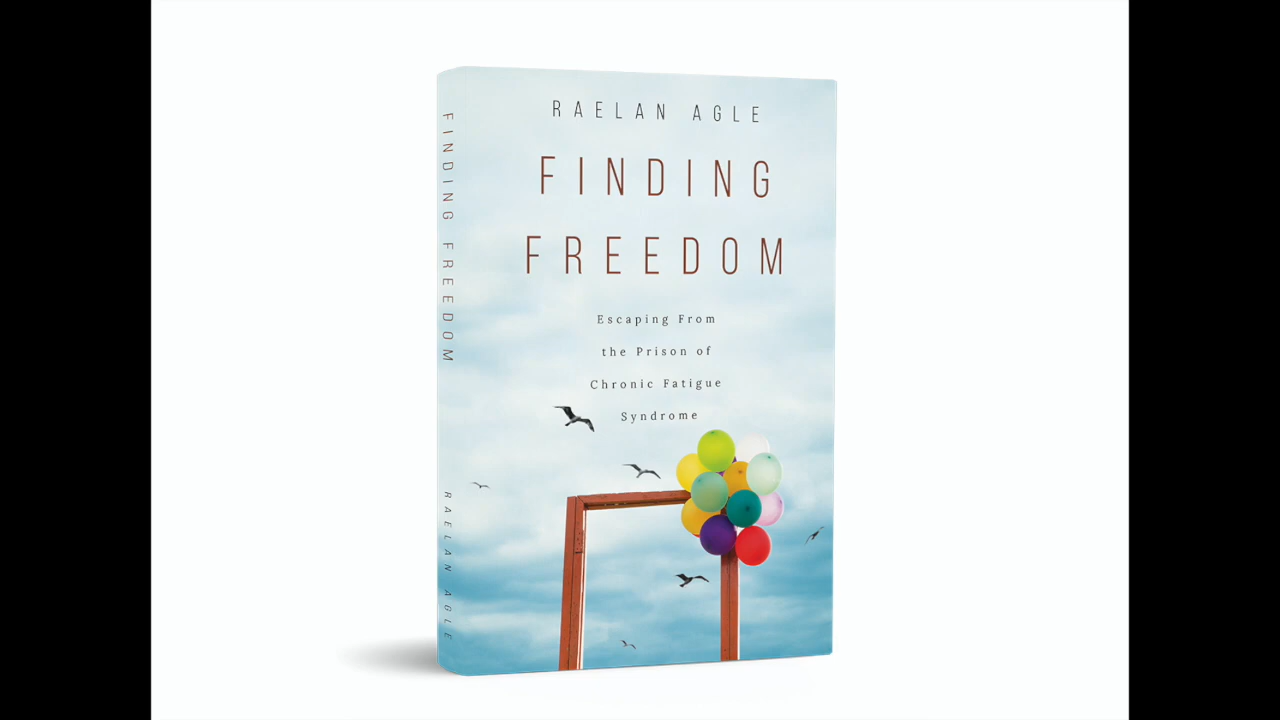 RAELAN AGLE
FINDING
FREEDOM
Escaping From
the Prison of
Chronic Fatigue
Syndrome
FINDING FREEDOM
RAELAN AGLE